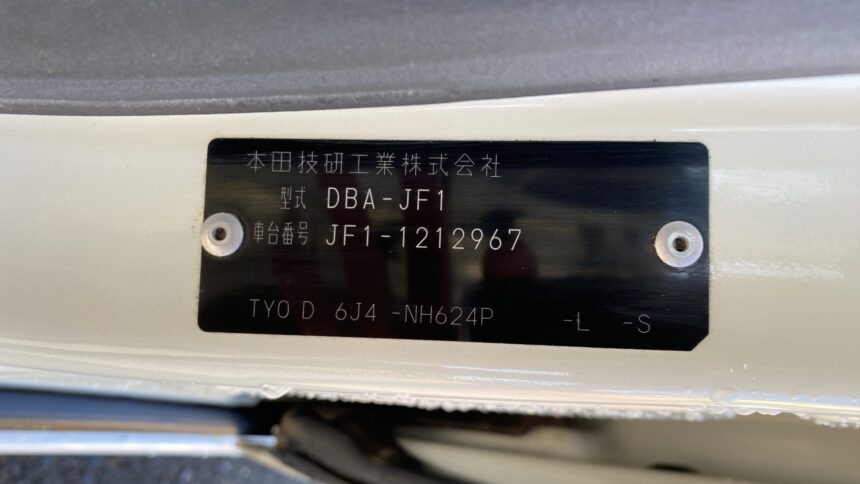 本田技研工業株式会社
型式 DBA-JF1
車台番号 JF1-1212967
TYO D 6J4 -NH624P -L -S